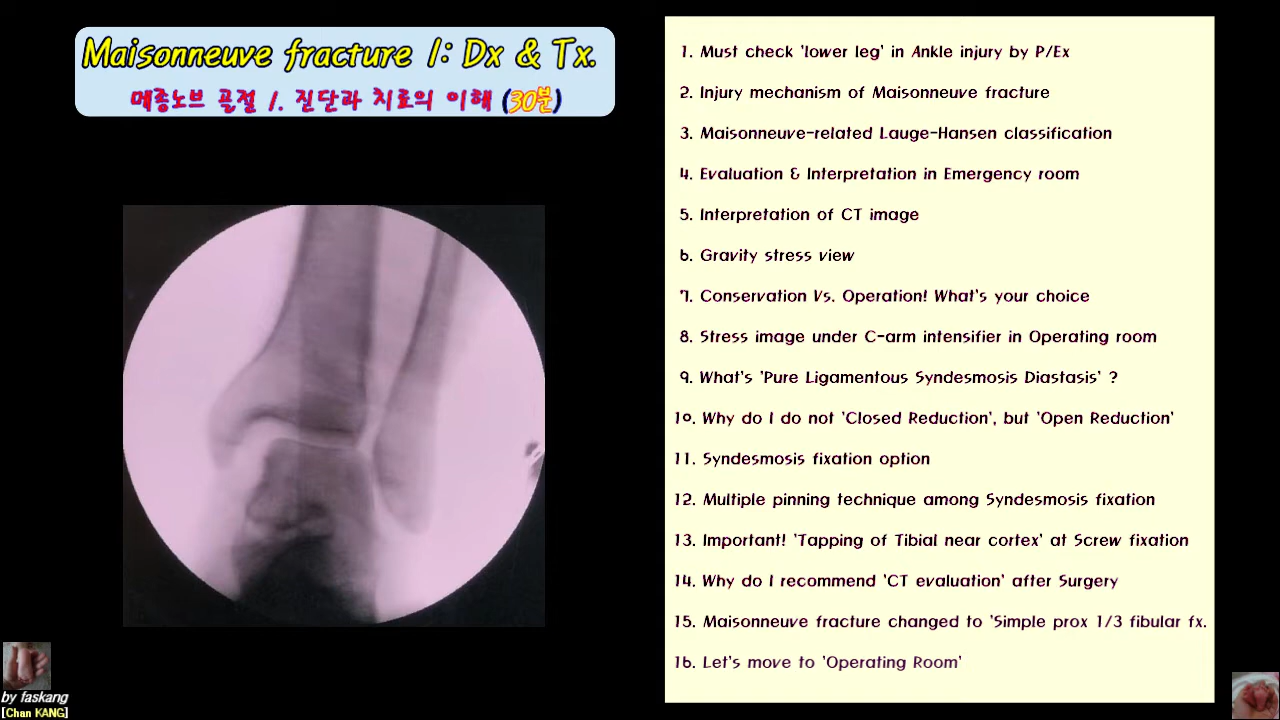 Maisonneuve fracture 1: Dx & Tx.
메종노브 골절 1. 진단과 치료의 이해 (30분)
1. Must check 'lower leg' in Ankle injury by P/Ex
2. Injury mechanism of Maisonneuve fracture
3. Maisonneuve-related Lauge-Hansen classification
4. Evaluation & Interpretation in Emergency room
5. Interpretation of CT image
6. Gravity stress view
7. Conservation Vs. Operation! What's your choice
8. Stress image under C-arm intensifier in Operating room
9. What's 'Pure Ligamentous Syndesmosis Diastasis' ?
10. Why do I do not 'Closed Reduction', but 'Open Reduction'
11. Syndesmosis fixation option
12. Multiple pinning technique among Syndesmosis fixation
13. Important! 'Tapping of Tibial near cortex' at Screw fixation
14. Why do I recommend 'CT evaluation' after Surgery
15. Maisonneuve fracture changed to 'Simple prox 1/3 fibular fx.
16. Let's move to 'Operating Room'
by faskang
[Chan KANG]